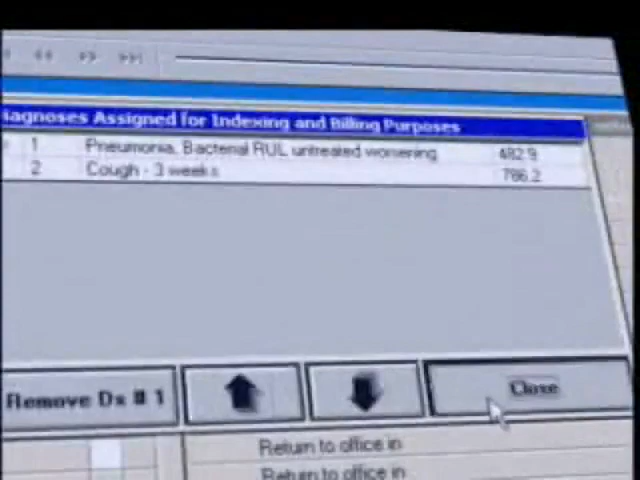 iagnoses Assigned for Indexing and Billing Purposes
1 Pneumonia, Bacterial RUL untreated worsening 482.9
2 Cough - 3 weeks 786.2
Remove Dx # 1
Close
Return to office in
Return to office in